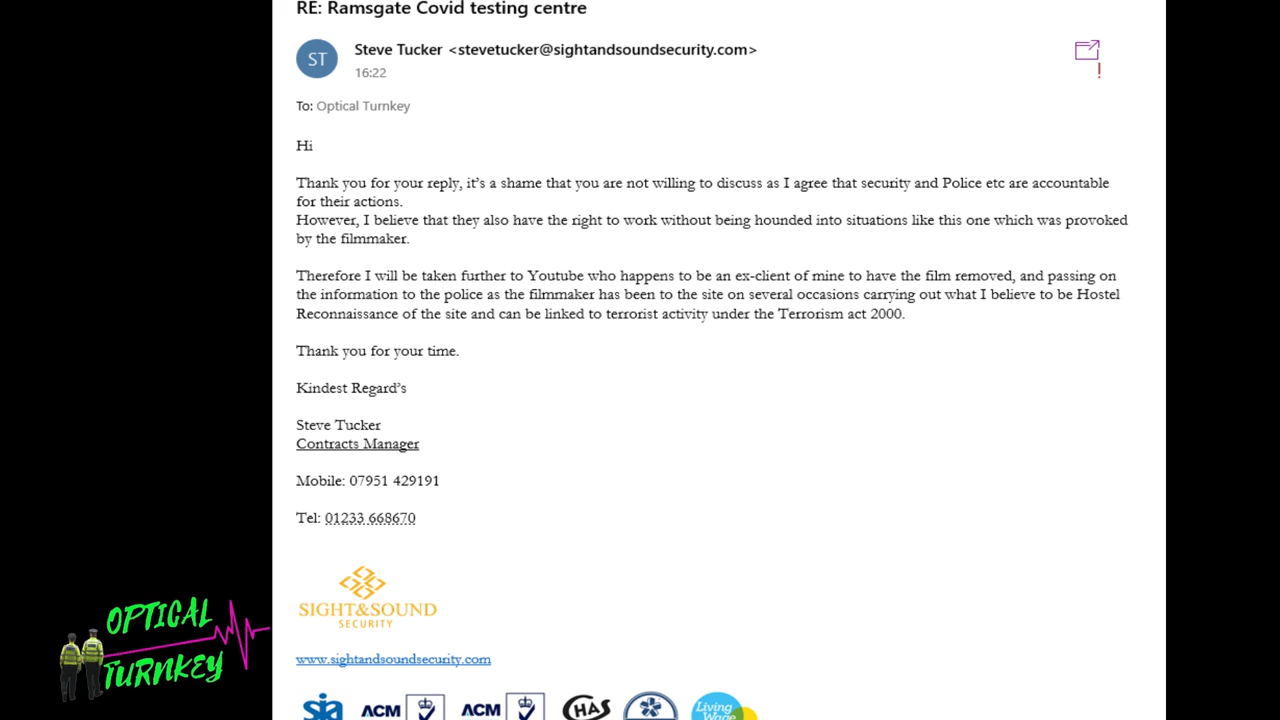 RE: Ramsgate Covid testing centre
ST
Steve Tucker <stevetucker@sightandsoundsecurity.com>
16:22
!
To: Optical Turnkey
Hi
Thank you for your reply, it’s a shame that you are not willing to discuss as I agree that security and Police etc are accountable
for their actions.
However, I believe that they also have the right to work without being hounded into situations like this one which was provoked
by the filmmaker.
Therefore I will be taken further to Youtube who happens to be an ex-client of mine to have the film removed, and passing on
the information to the police as the filmmaker has been to the site on several occasions carrying out what I believe to be Hostel
Reconnaissance of the site and can be linked to terrorist activity under the Terrorism act 2000.
Thank you for your time.
Kindest Regard’s
Steve Tucker
Contracts Manager
Mobile: 07951 429191
Tel: 01233 668670
SIGHT&SOUND
SECURITY
www.sightandsoundsecurity.com
sia ACM ACM CHAS Living
Wage
OPTICAL
TURNKEY